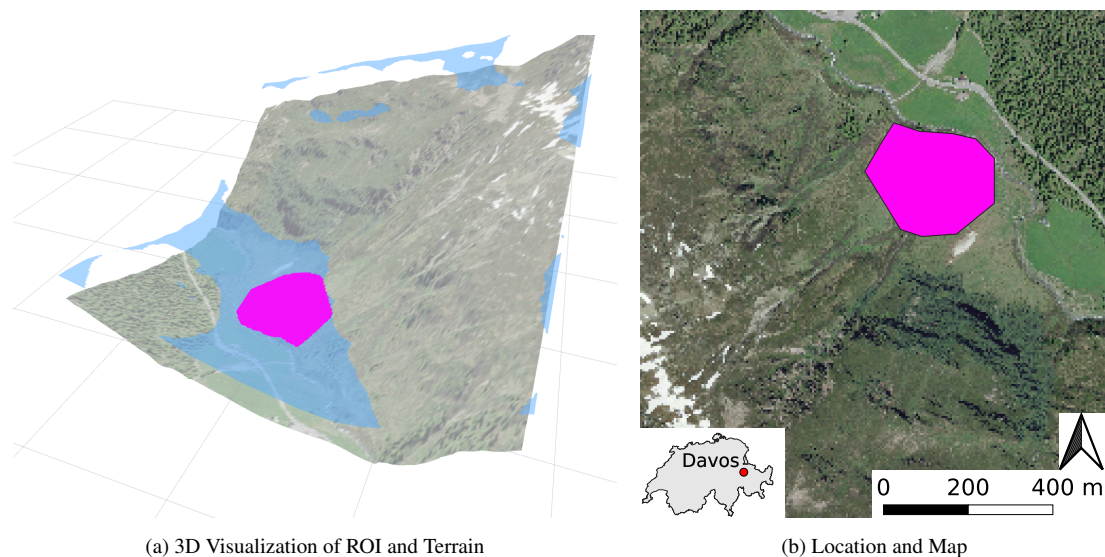 Davos
0 200 400 m
(a) 3D Visualization of ROI and Terrain
(b) Location and Map